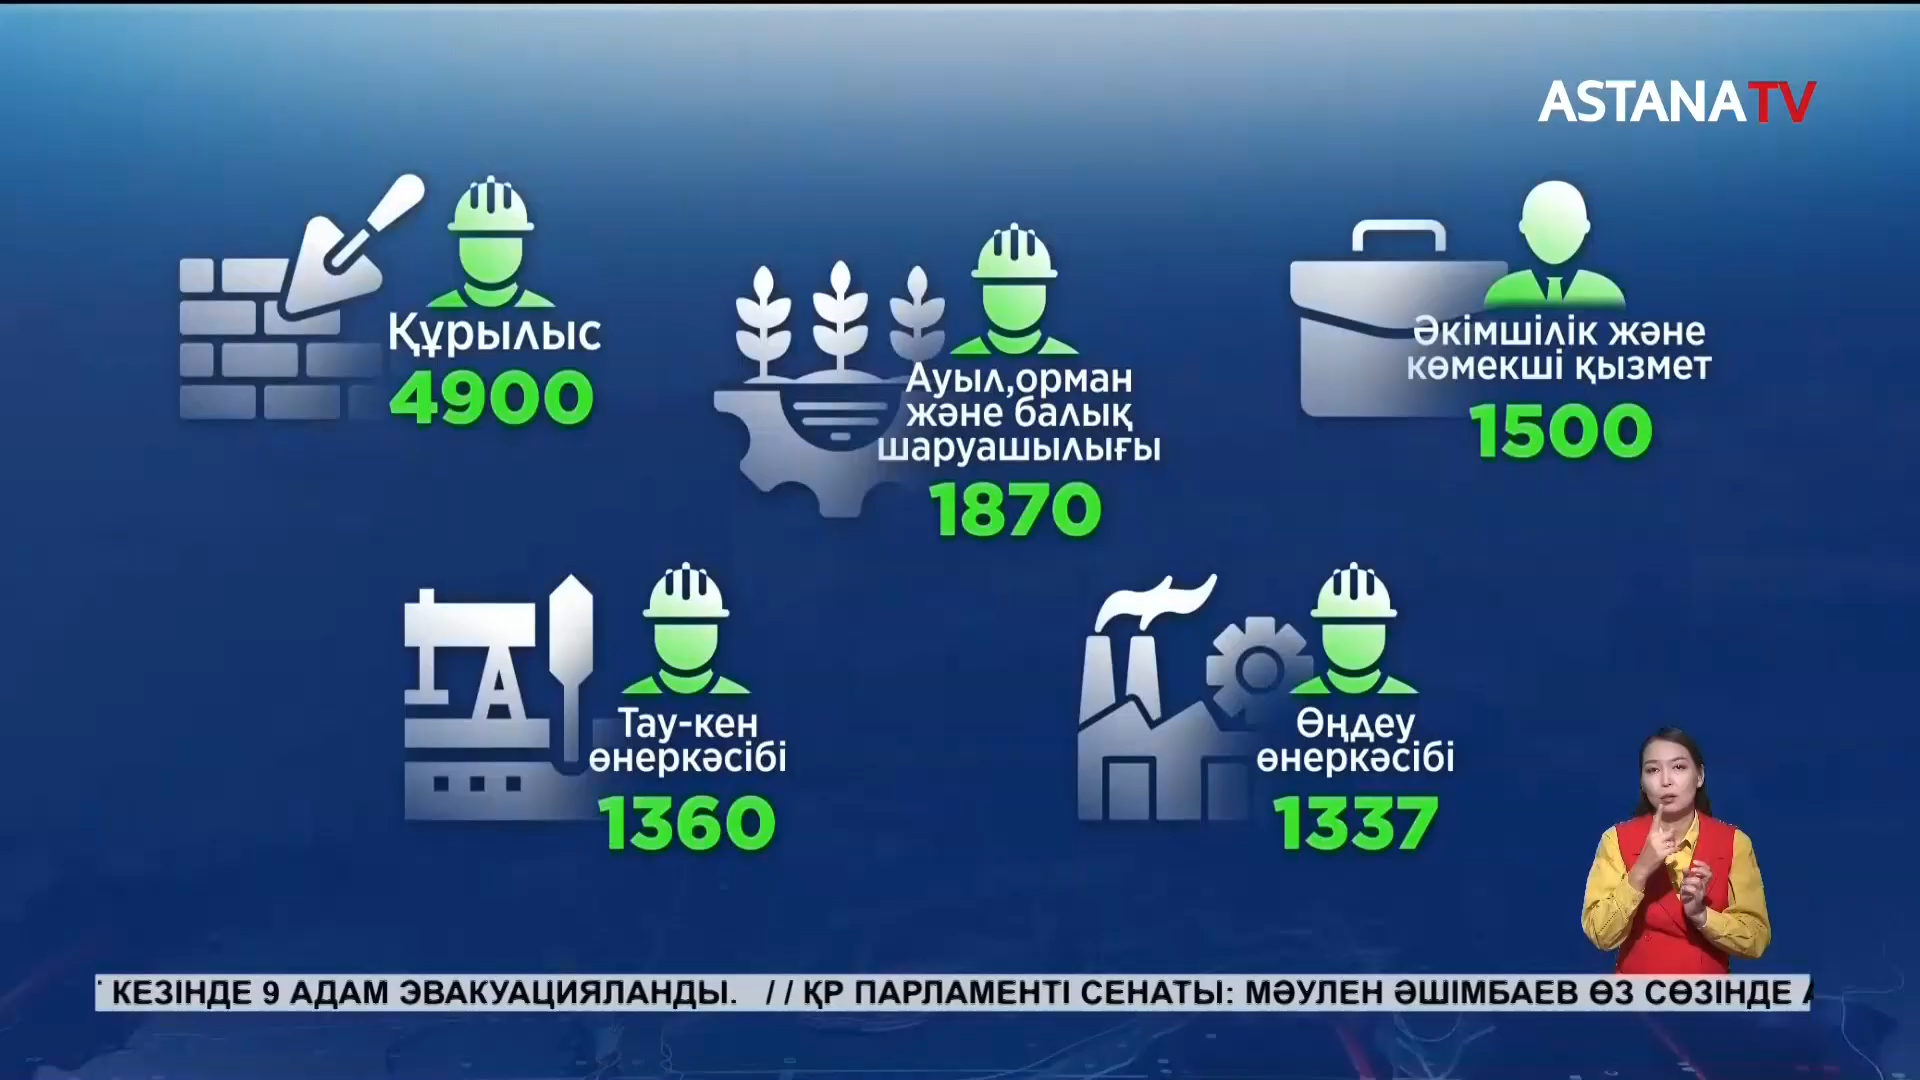 ASTANATV
Құрылыс
4900
Ауыл,орман
және балық
шаруашылығы
1870
Әкімшілік және
көмекші қызмет
1500
Тау-кен
өнеркәсібі
1360
Өңдеу
өнеркәсібі
1337
КЕЗІНДЕ 9 АДАМ ЭВАКУАЦИЯЛАНДЫ. // ҚР ПАРЛАМЕНТІ СЕНАТЫ: МӘУЛЕН ӘШІМБАЕВ ӨЗ СӨЗІНДЕ